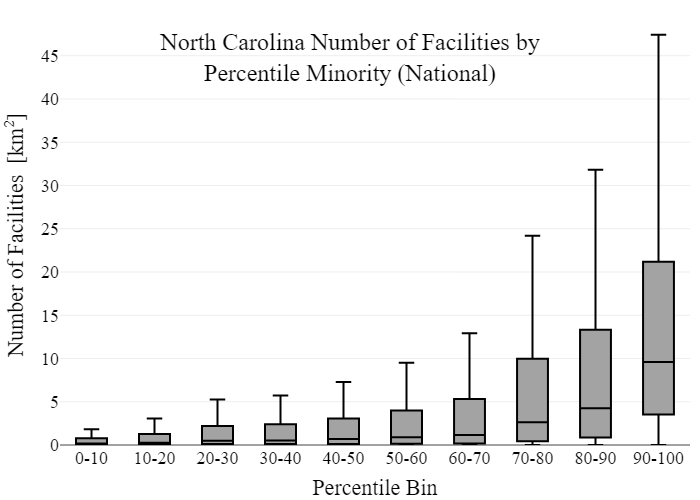 North Carolina Number of Facilities by
Percentile Minority (National)
Number of Facilities [km²]
45
40
35
30
25
20
15
10
5
0
0-10 10-20 20-30 30-40 40-50 50-60 60-70 70-80 80-90 90-100
Percentile Bin